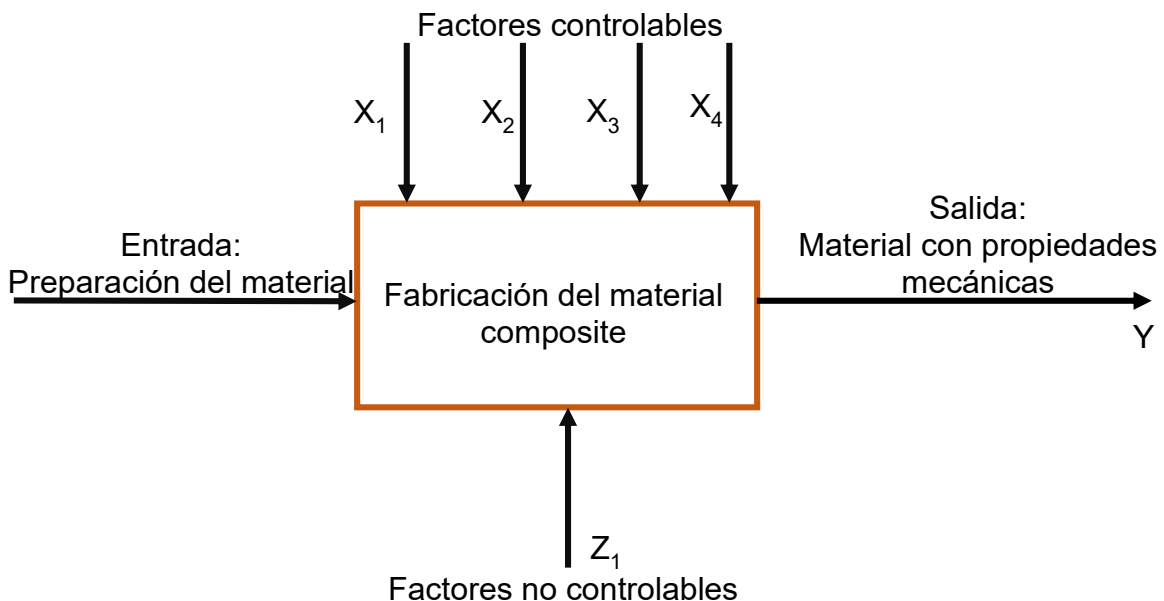 Factores controlables
X₁
X₂
X₃
X₄
Entrada:
Preparación del material
Fabricación del material
composite
Salida:
Material con propiedades
mecánicas
Y
Z₁
Factores no controlables